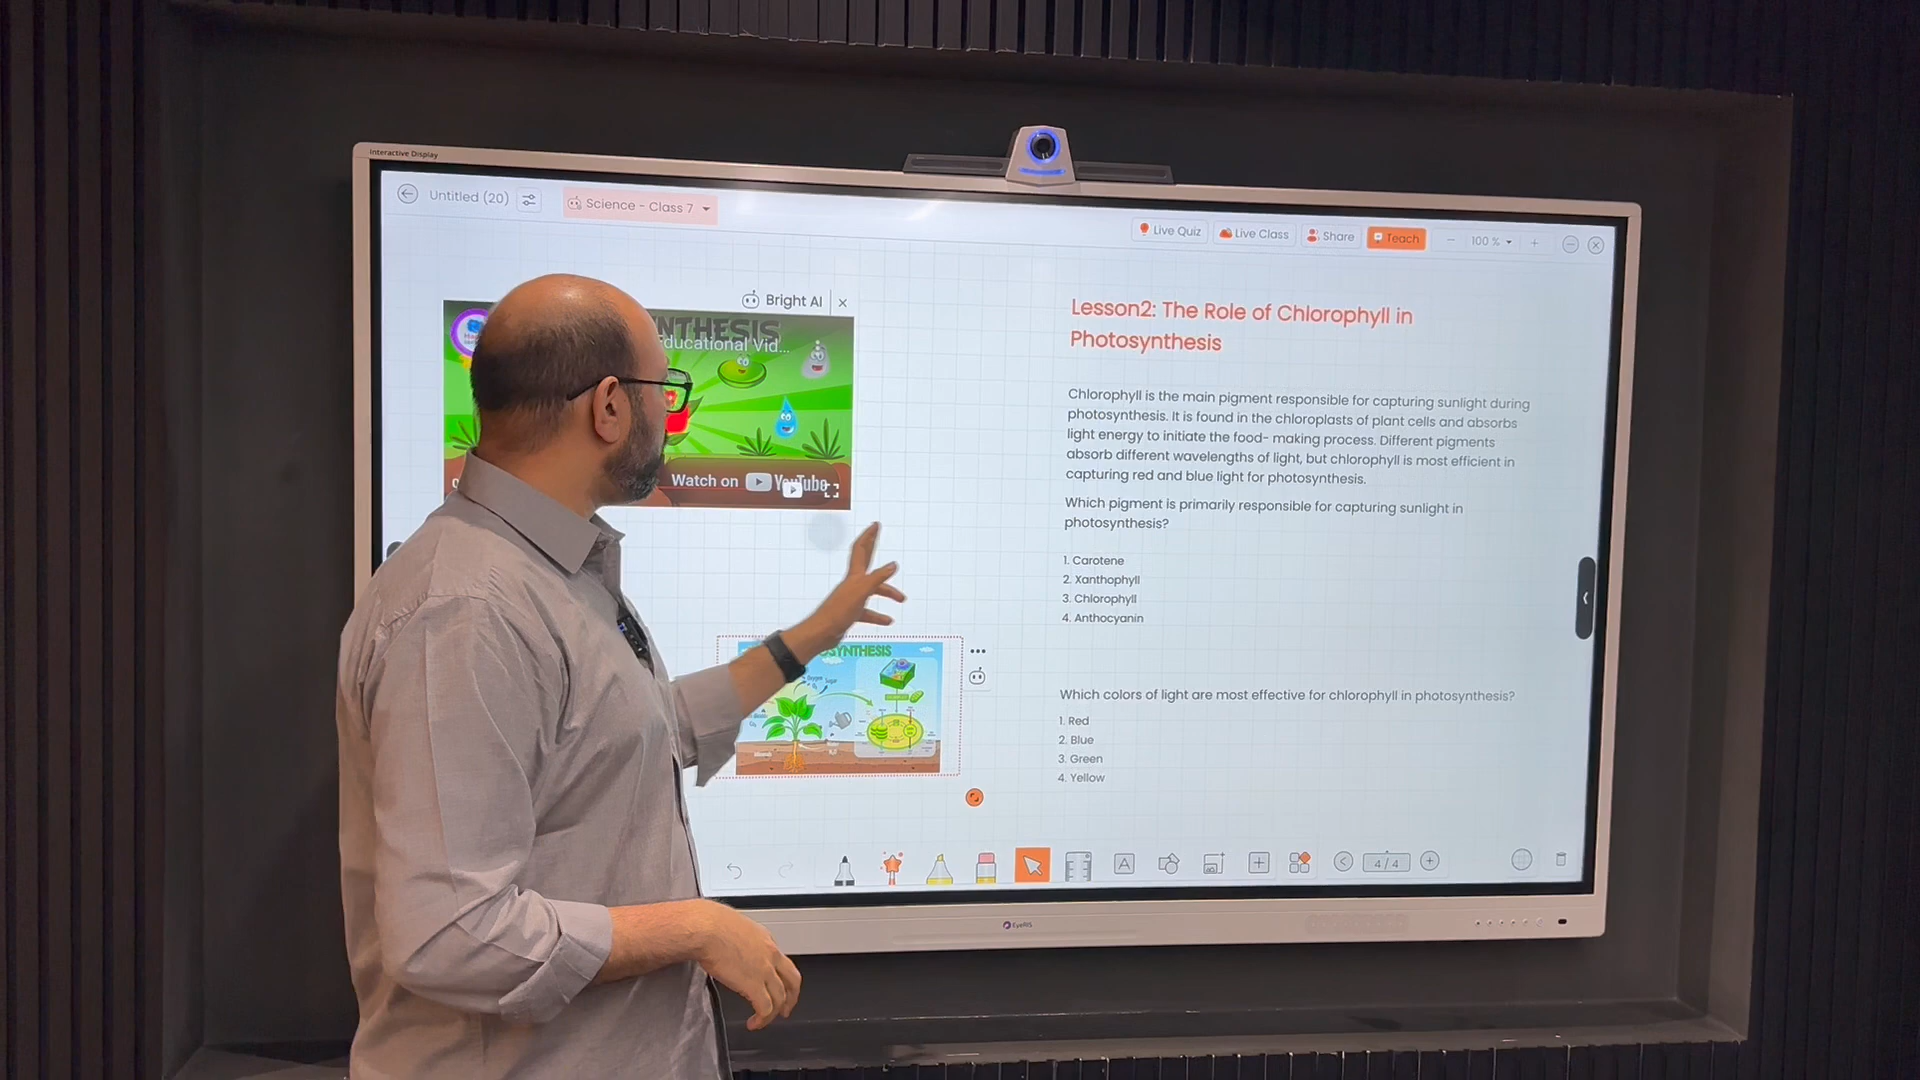 Interactive Display
Untitled (20)
Science - Class 7
Live Quiz
Live Class
Share
Teach
100 %
Bright AI
NTHESIS
Educational Vid...
Watch on YouTube
Lesson2: The Role of Chlorophyll in
Photosynthesis
Chlorophyll is the main pigment responsible for capturing sunlight during
photosynthesis. It is found in the chloroplasts of plant cells and absorbs
light energy to initiate the food- making process. Different pigments
absorb different wavelengths of light, but chlorophyll is most efficient in
capturing red and blue light for photosynthesis.
Which pigment is primarily responsible for capturing sunlight in
photosynthesis?
1. Carotene
2. Xanthophyll
3. Chlorophyll
4. Anthocyanin
OSYNTHESIS
Oxygen
Sugar
Which colors of light are most effective for chlorophyll in photosynthesis?
1. Red
2. Blue
3. Green
4. Yellow
A
4 / 4
EyeRIS